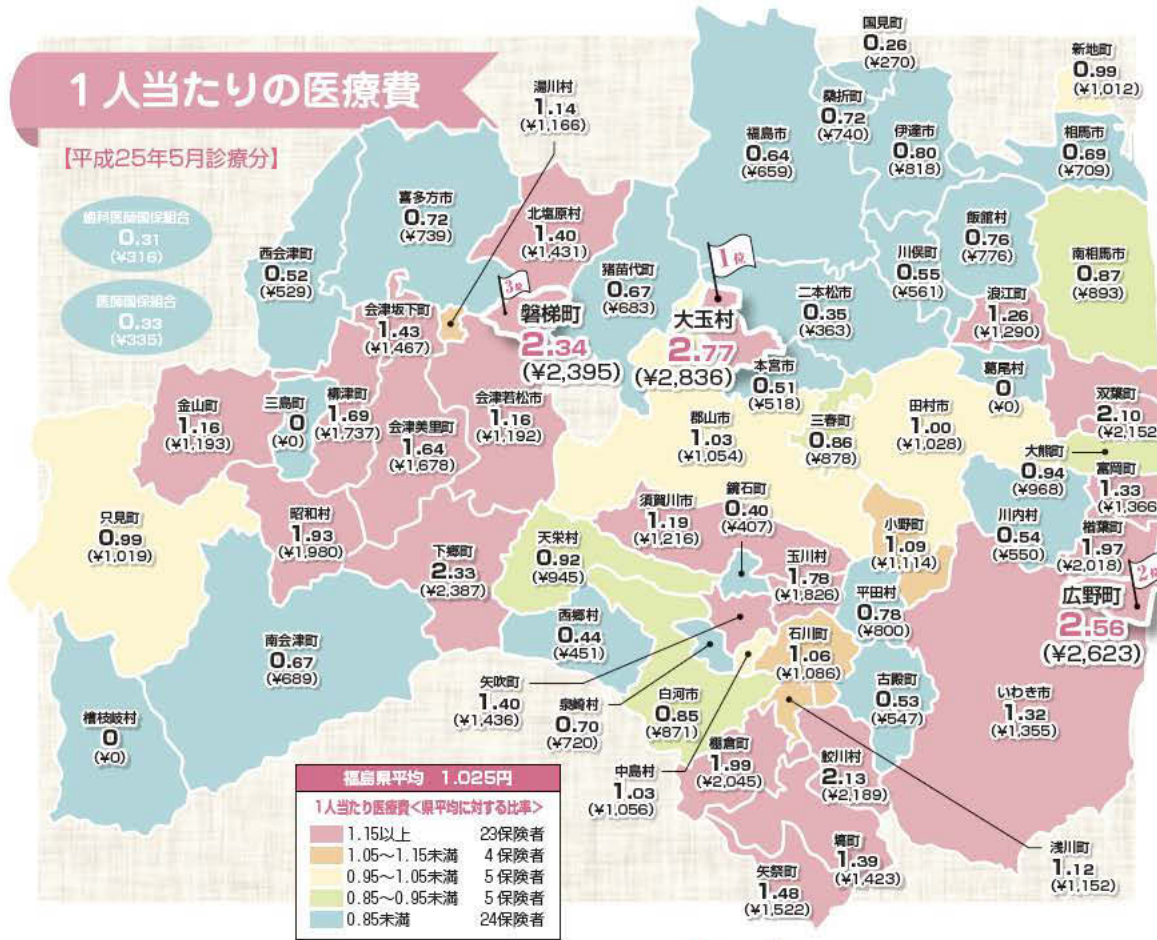 1人当たりの医療費
【平成25年5月診療分】
歯科医師国保組合
0.31
(¥316)
医師国保組合
0.33
(¥335)
国見町
0.26
(¥270)
新地町
0.99
(¥1,012)
湯川村
1.14
(¥1,166)
桑折町
0.72
(¥740)
福島市
0.64
(¥659)
伊達市
0.80
(¥818)
相馬市
0.69
(¥709)
喜多方市
0.72
(¥739)
北塩原村
1.40
(¥1,431)
西会津町
0.52
(¥529)
猪苗代町
0.67
(¥683)
1位
川俣町
0.55
(¥561)
飯館村
0.76
(¥776)
南相馬市
0.87
(¥893)
会津坂下町
1.43
(¥1,467)
3位
磐梯町
2.34
(¥2,395)
大玉村
2.77
(¥2,836)
二本松市
0.35
(¥363)
浪江町
1.26
(¥1,290)
本宮市
0.51
(¥518)
葛尾村
0
(¥0)
双葉町
2.10
(¥2,152
金山町
1.16
(¥1,193)
三島町
0
(¥0)
柳津町
1.69
(¥1,737)
会津美里町
1.64
(¥1,678)
会津若松市
1.16
(¥1,192)
郡山市
1.03
(¥1,054)
三春町
0.86
(¥878)
田村市
1.00
(¥1,028)
大熊町
0.94
(¥968)
富岡町
1.33
(¥1,366
只見町
0.99
(¥1,019)
昭和村
1.93
(¥1,980)
下郷町
2.33
(¥2,387)
天栄村
0.92
(¥945)
須賀川市
1.19
(¥1,216)
鏡石町
0.40
(¥407)
玉川村
1.78
(¥1,826)
小野町
1.09
(¥1,114)
川内村
0.54
(¥550)
楢葉町
1.97
(¥2,018)
2位
広野町
2.56
(¥2,623)
平田村
0.78
(¥800)
南会津町
0.67
(¥689)
西郷村
0.44
(¥451)
石川町
1.06
(¥1,086)
古殿町
0.53
(¥547)
いわき市
1.32
(¥1,355)
檜枝岐村
0
(¥0)
矢吹町
1.40
(¥1,436)
泉崎村
0.70
(¥720)
白河市
0.85
(¥871)
中島村
1.03
(¥1,056)
棚倉町
1.99
(¥2,045)
鮫川村
2.13
(¥2,189)
塙町
1.39
(¥1,423)
矢祭町
1.48
(¥1,522)
浅川町
1.12
(¥1,152)
福島県平均 1.025円
1人当たり医療費<県平均に対する比率>
1.15以上 23保険者
1.05～1.15未満 4保険者
0.95～1.05未満 5保険者
0.85～0.95未満 5保険者
0.85未満 24保険者